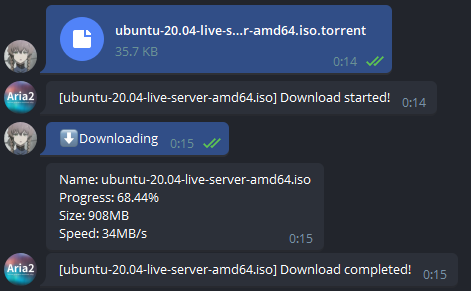 ubuntu-20.04-live-s...r-amd64.iso.torrent
35.7 KB
0:14
Aria2
[ubuntu-20.04-live-server-amd64.iso] Download started!
0:14
⬇️Downloading
0:15
Name: ubuntu-20.04-live-server-amd64.iso
Progress: 68.44%
Size: 908MB
Speed: 34MB/s
0:15
Aria2
[ubuntu-20.04-live-server-amd64.iso] Download completed!
0:15